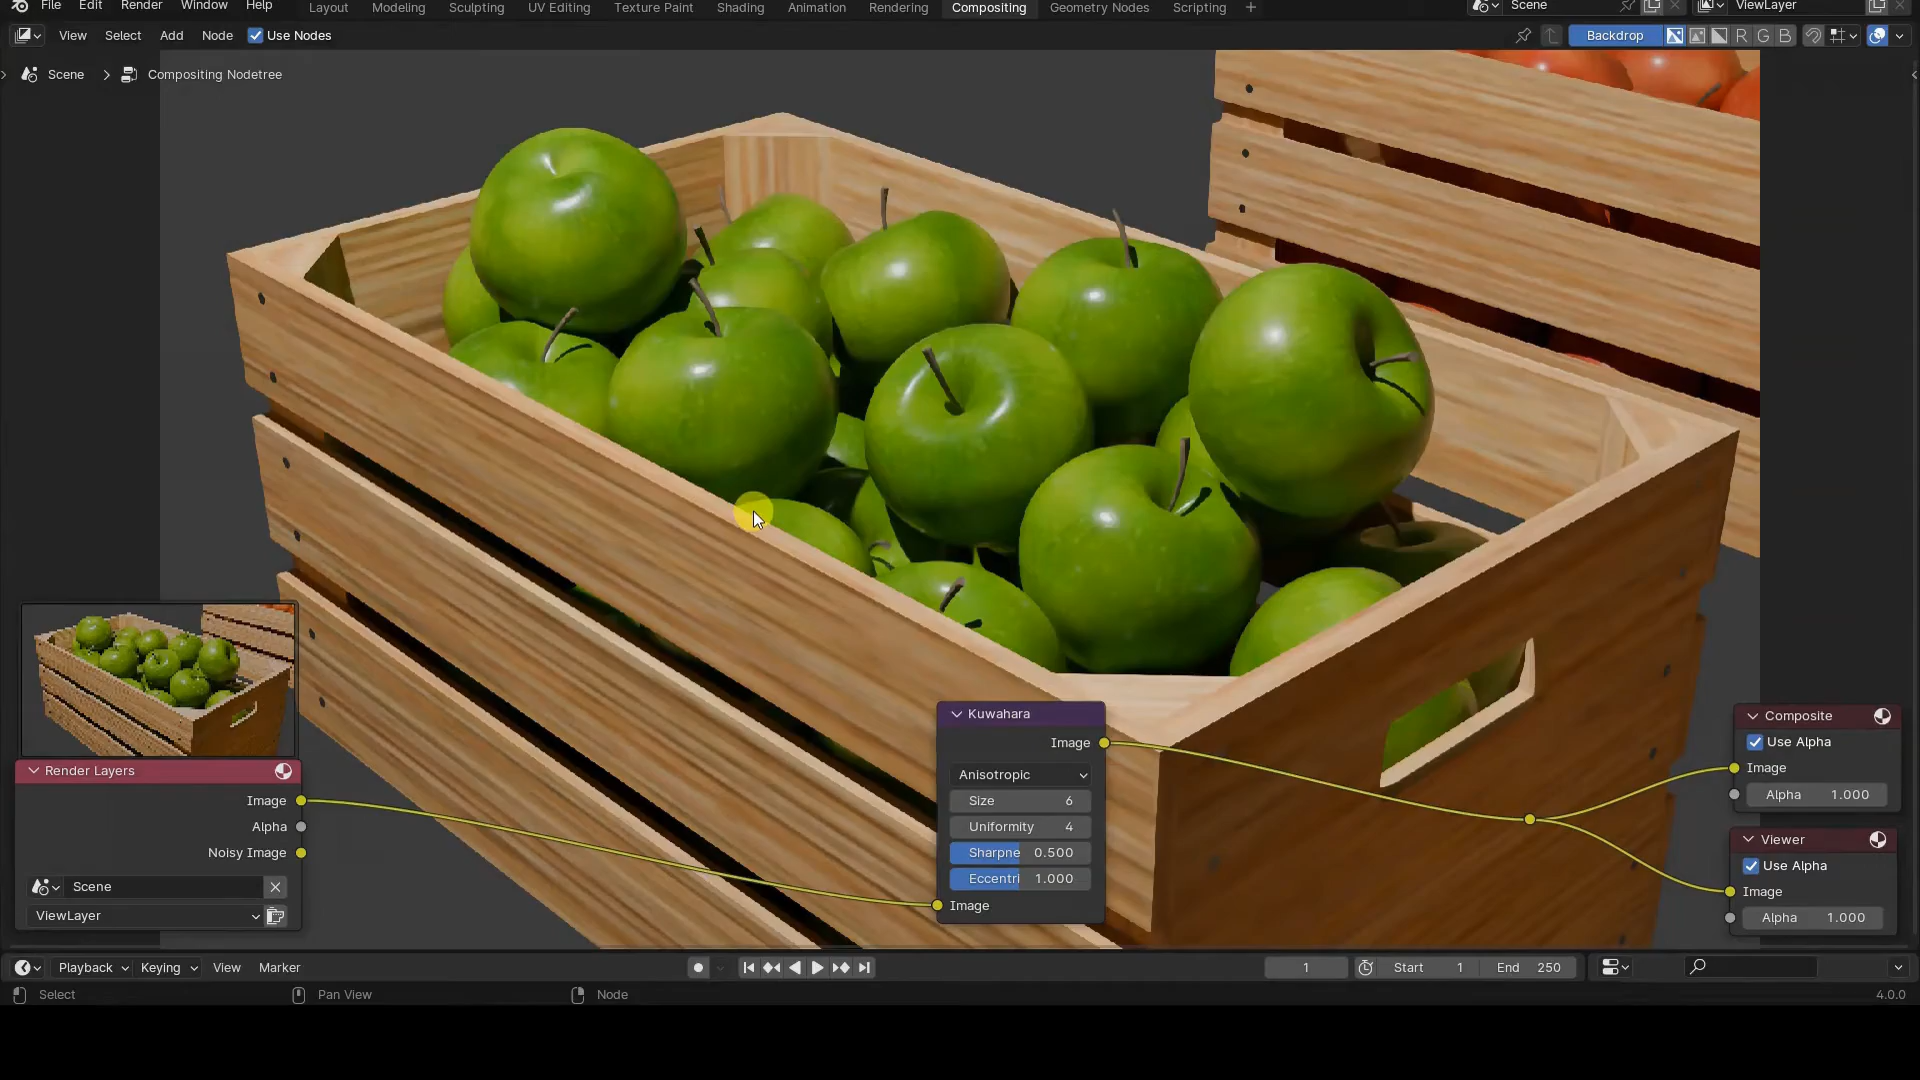 File Edit Render Window Help Layout Modeling Sculpting UV Editing Texture Paint Shading Animation Rendering Compositing Geometry Nodes Scripting + Scene ViewLayer
View Select Add Node Use Nodes Backdrop R G B
Scene > Compositing Nodetree
Kuwahara
Image
Anisotropic
Size 6
Uniformity 4
Sharpne 0.500
Eccentri 1.000
Image
Render Layers
Image
Alpha
Noisy Image
Scene
ViewLayer
Composite
Use Alpha
Image
Alpha 1.000
Viewer
Use Alpha
Image
Alpha 1.000
Playback Keying View Marker 1 Start 1 End 250
Select Pan View Node 4.0.0